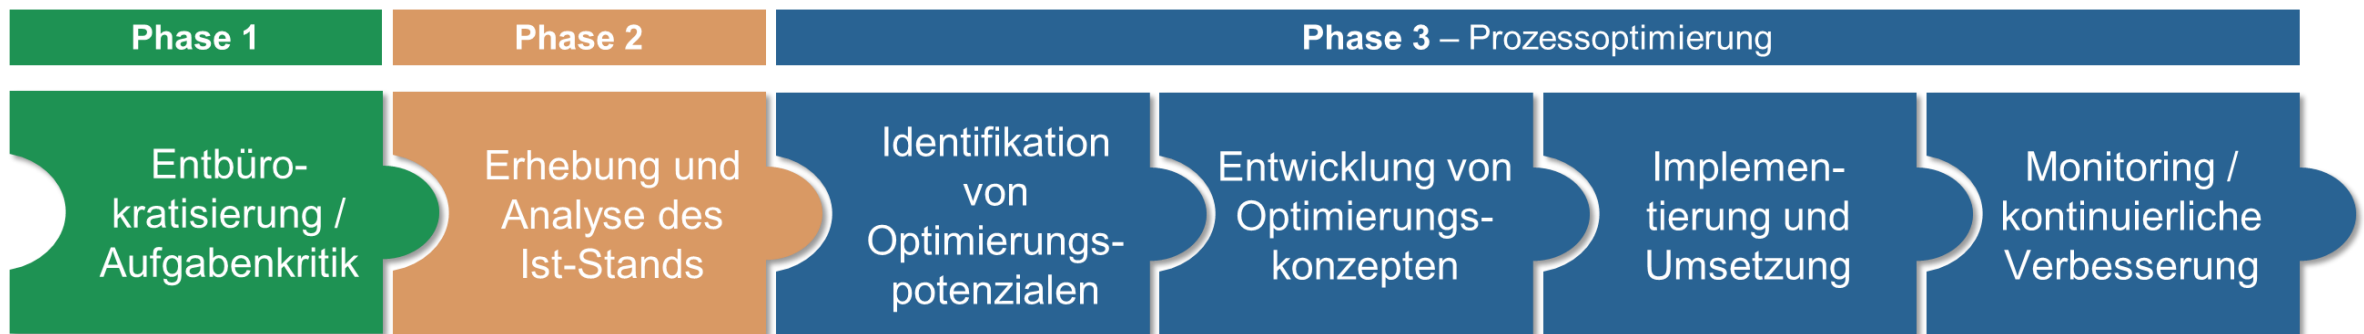 Phase 1
Phase 2
Phase 3 – Prozessoptimierung
Entbüro-
kratisierung /
Aufgabenkritik
Erhebung und
Analyse des
Ist-Stands
Identifikation
von
Optimierungs-
potenzialen
Entwicklung von
Optimierungs-
konzepten
Implemen-
tierung und
Umsetzung
Monitoring /
kontinuierliche
Verbesserung